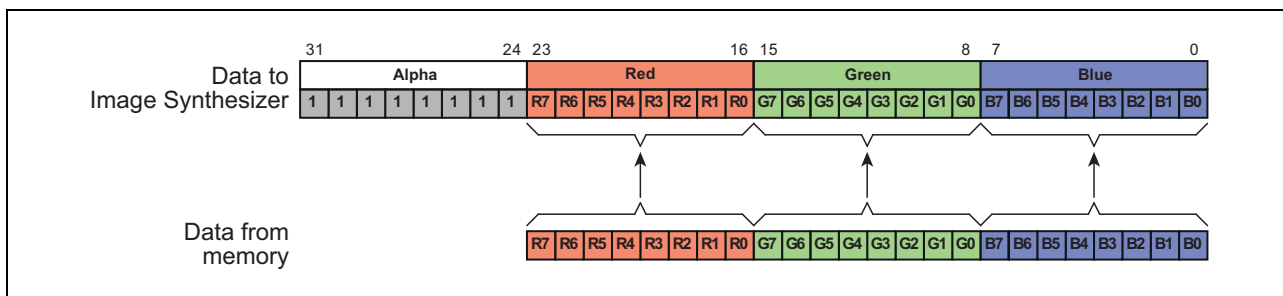 31 24 23 16 15 8 7 0
Data to Image Synthesizer
Alpha Red Green Blue
1 1 1 1 1 1 1 1 R7 R6 R5 R4 R3 R2 R1 R0 G7 G6 G5 G4 G3 G2 G1 G0 B7 B6 B5 B4 B3 B2 B1 B0
Data from memory
R7 R6 R5 R4 R3 R2 R1 R0 G7 G6 G5 G4 G3 G2 G1 G0 B7 B6 B5 B4 B3 B2 B1 B0